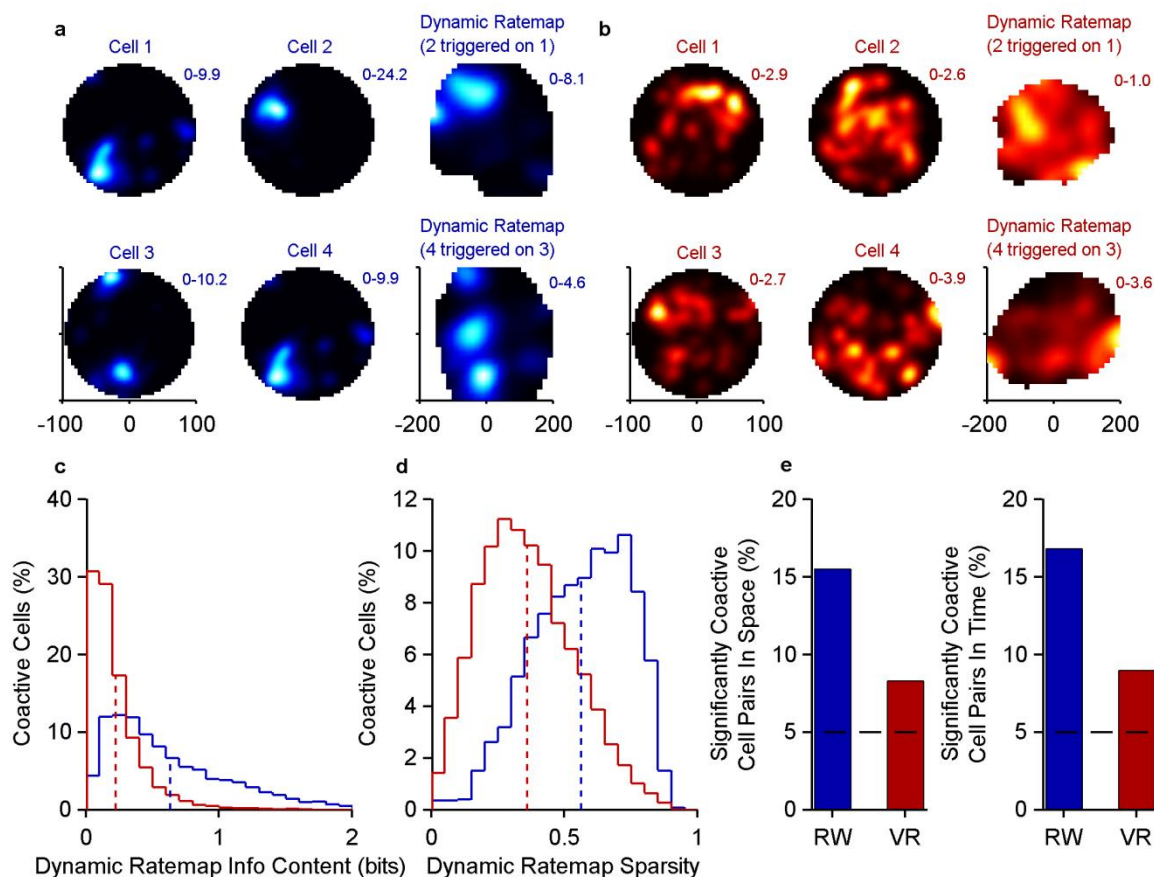 a
Cell 1
0-9.9
Cell 2
0-24.2
Dynamic Ratemap
(2 triggered on 1)
0-8.1
Cell 3
0-10.2
Cell 4
0-9.9
Dynamic Ratemap
(4 triggered on 3)
0-4.6
-100 0 100
-200 0 200
b
Cell 1
0-2.9
Cell 2
0-2.6
Dynamic Ratemap
(2 triggered on 1)
0-1.0
Cell 3
0-2.7
Cell 4
0-3.9
Dynamic Ratemap
(4 triggered on 3)
0-3.6
-100 0 100
-200 0 200
c
Coactive Cells (%)
40
30
20
10
0
0 1 2
Dynamic Ratemap Info Content (bits)
d
Coactive Cells (%)
12
10
8
6
4
2
0
0 0.5 1
Dynamic Ratemap Sparsity
e
Significantly Coactive
Cell Pairs In Space (%)
20
15
10
5
0
RW VR
Significantly Coactive
Cell Pairs In Time (%)
20
15
10
5
0
RW VR